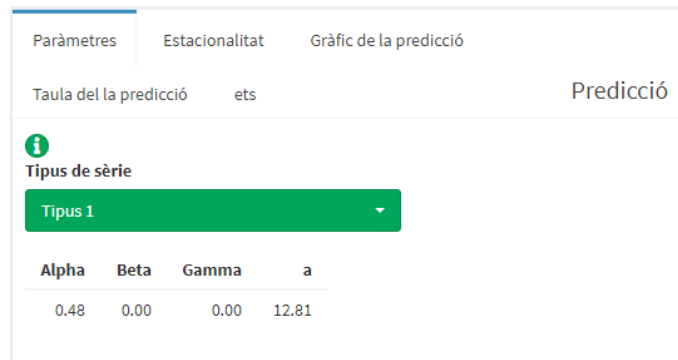 Paràmetres Estacionalitat Gràfic de la predicció
Taula del la predicció ets Predicció
Tipus de sèrie
Tipus 1
Alpha Beta Gamma a
0.48 0.00 0.00 12.81